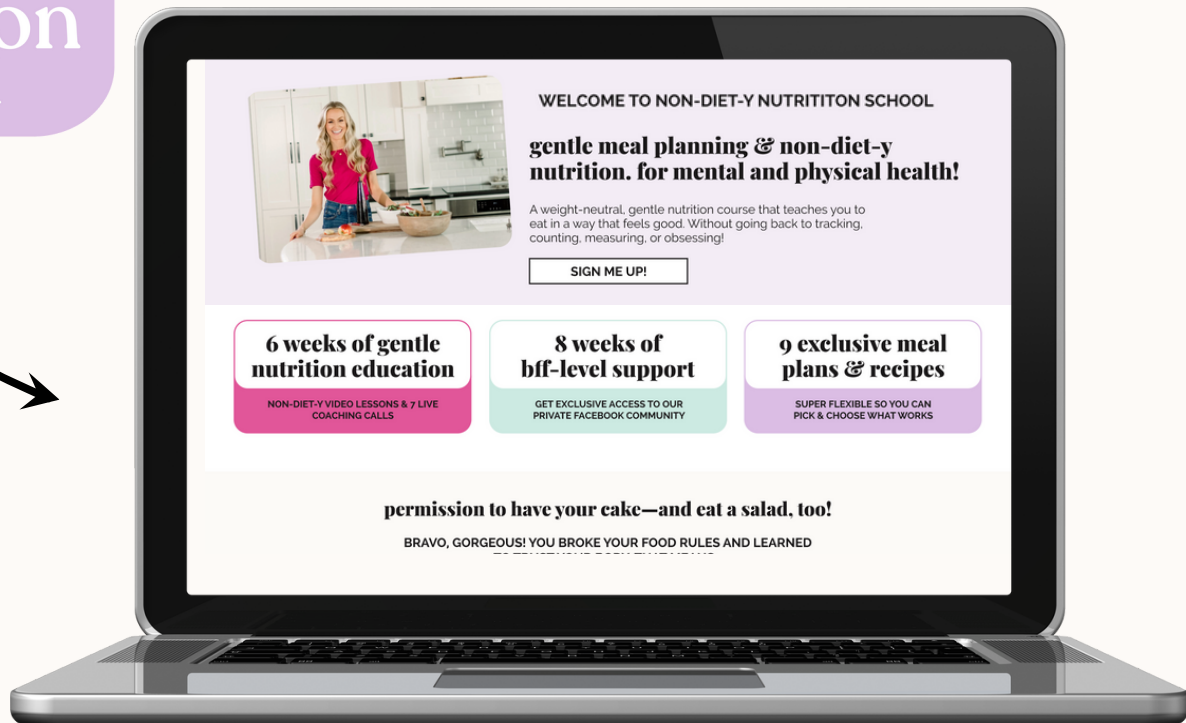 on
WELCOME TO NON-DIET-Y NUTRITITON SCHOOL
gentle meal planning & non-diet-y
nutrition. for mental and physical health!
A weight-neutral, gentle nutrition course that teaches you to
eat in a way that feels good. Without going back to tracking,
counting, measuring, or obsessing!
SIGN ME UP!
6 weeks of gentle
nutrition education
NON-DIET-Y VIDEO LESSONS & 7 LIVE
COACHING CALLS
8 weeks of
bff-level support
GET EXCLUSIVE ACCESS TO OUR
PRIVATE FACEBOOK COMMUNITY
9 exclusive meal
plans & recipes
SUPER FLEXIBLE SO YOU CAN
PICK & CHOOSE WHAT WORKS
permission to have your cake—and eat a salad, too!
BRAVO, GORGEOUS! YOU BROKE YOUR FOOD RULES AND LEARNED